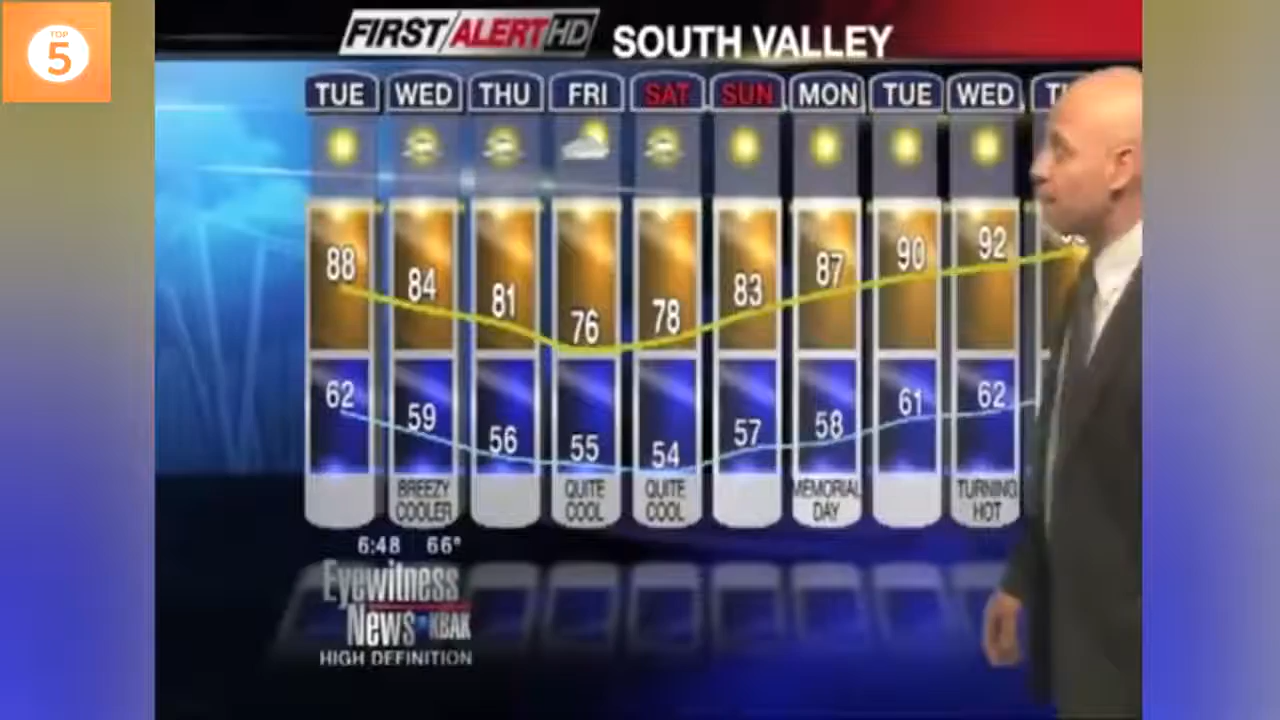 TOP
5
FIRST/ALERT HD SOUTH VALLEY
TUE WED THU FRI SAT SUN MON TUE WED
88 84 81 76 78 83 87 90 92
62 59 56 55 54 57 58 61 62
BREEZY COOLER QUITE COOL QUITE COOL MEMORIAL DAY TURNING HOT
6:48 66°
Eyewitness
News KBAK
HIGH DEFINITION